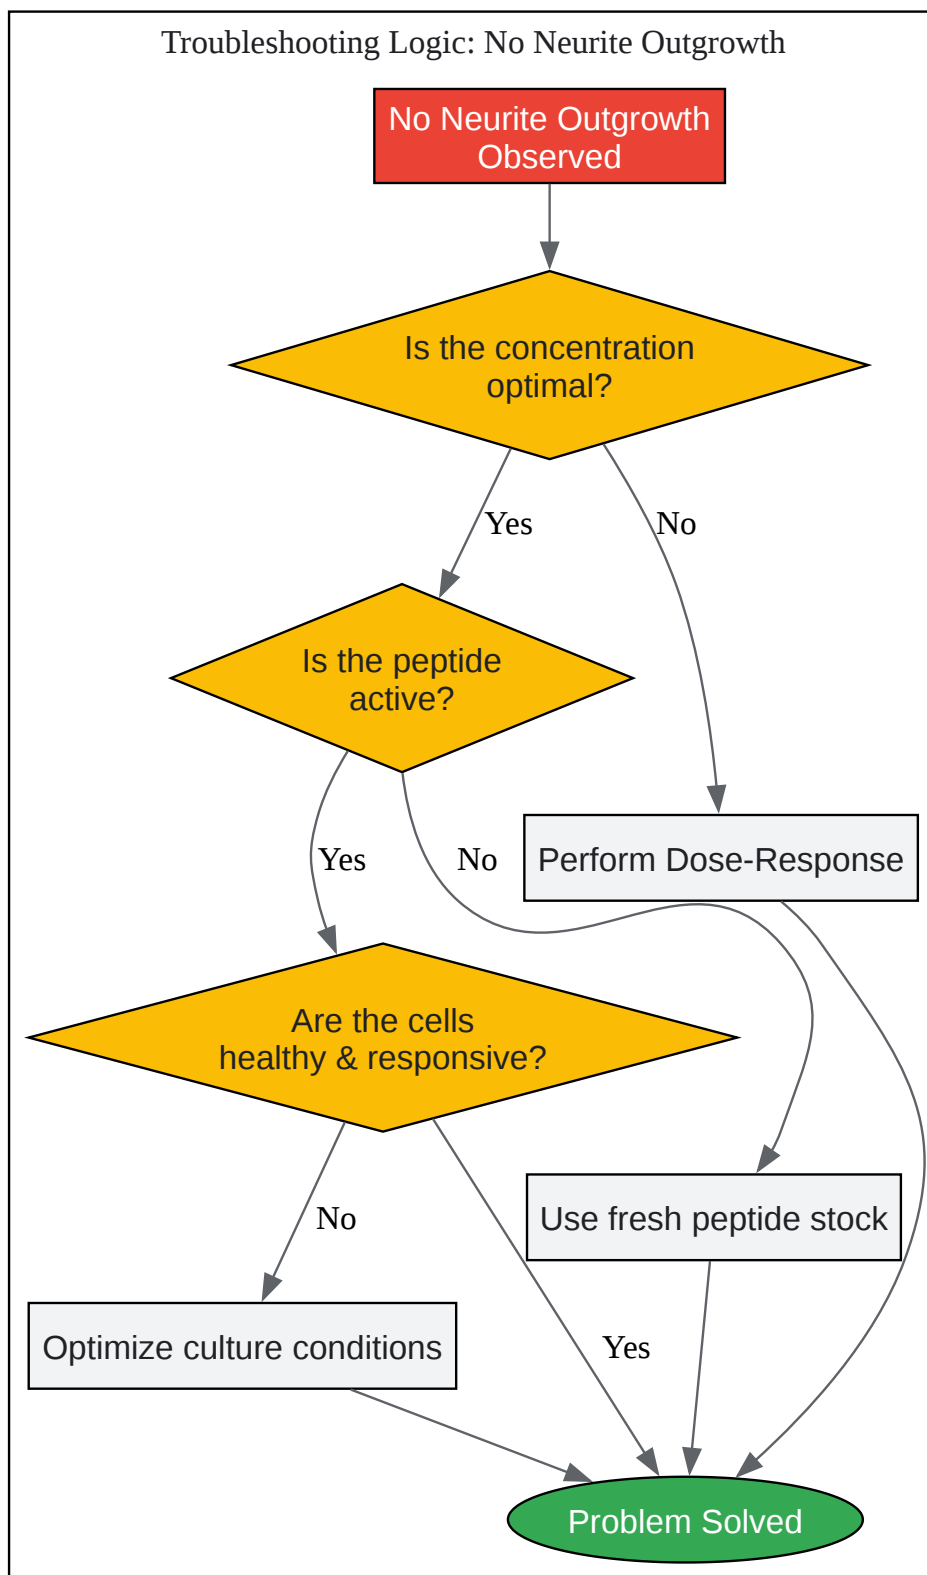 Troubleshooting Logic: No Neurite Outgrowth
No Neurite Outgrowth
Observed
Is the concentration
optimal?
Yes
No
Is the peptide
active?
Yes
No
Perform Dose-Response
Are the cells
healthy & responsive?
No
Use fresh peptide stock
Optimize culture conditions
Yes
Problem Solved